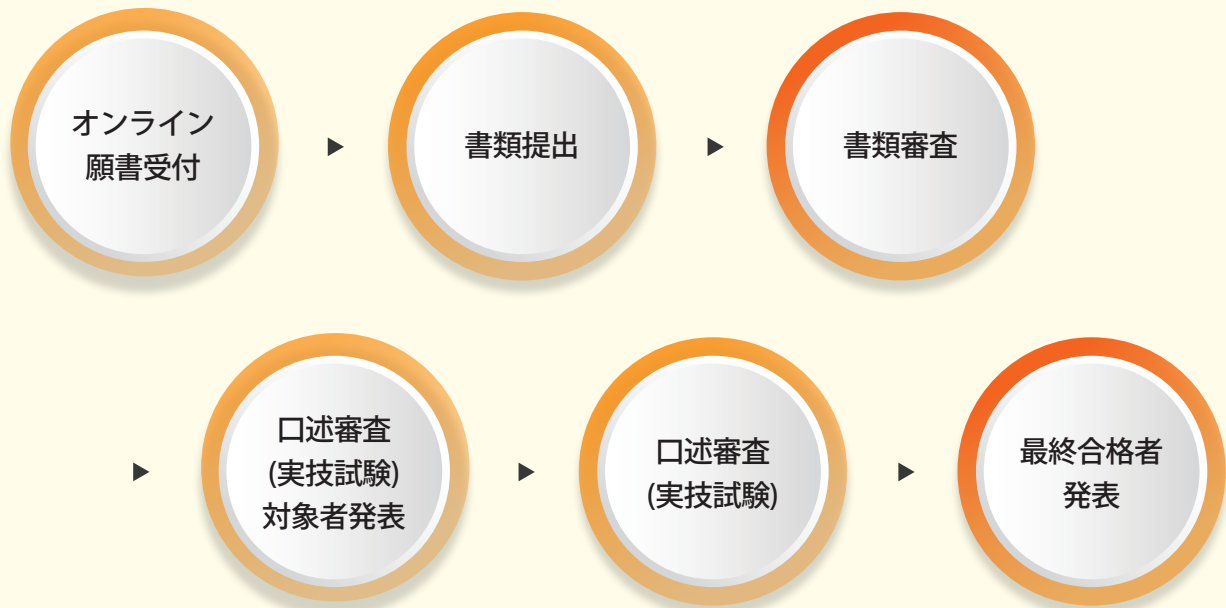 オンライン
願書受付
書類提出
書類審査
口述審査
(実技試験)
対象者発表
口述審査
(実技試験)
最終合格者
発表